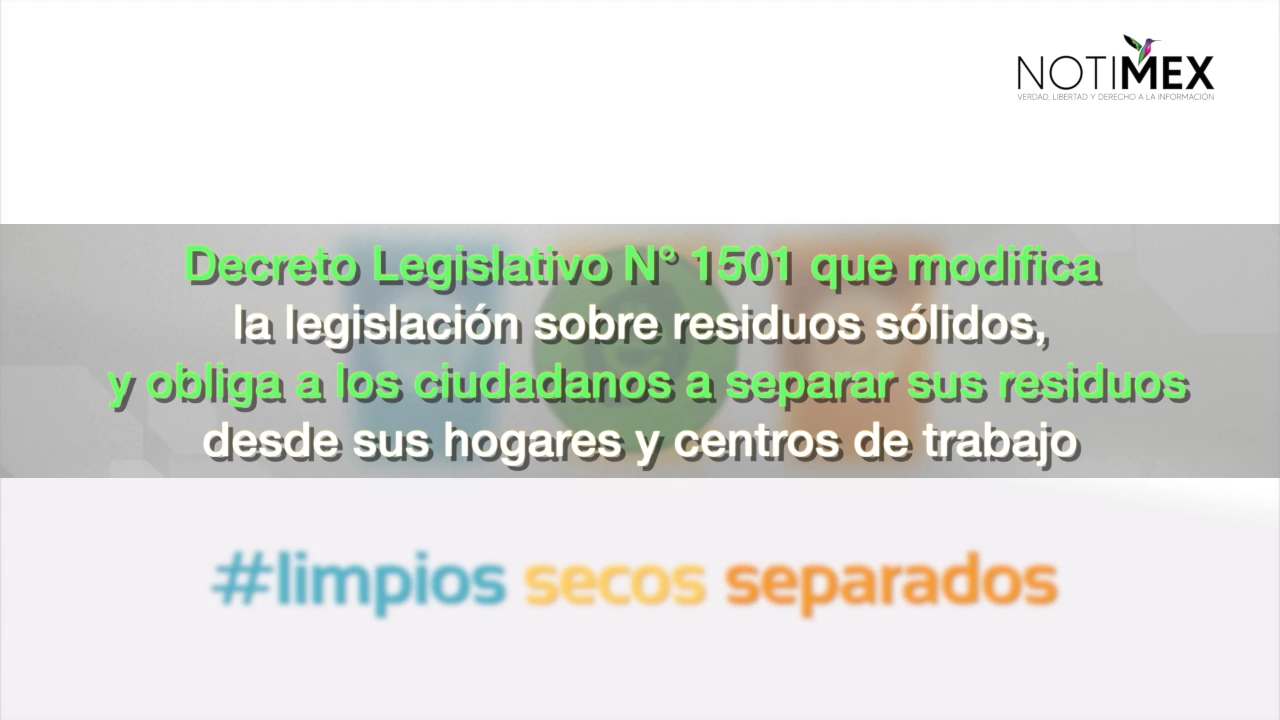 NOTIMEX
VERDAD, LIBERTAD Y DERECHO A LA INFORMACIÓN
Decreto Legislativo N° 1501 que modifica
la legislación sobre residuos sólidos,
y obliga a los ciudadanos a separar sus residuos
desde sus hogares y centros de trabajo
#limpios secos separados